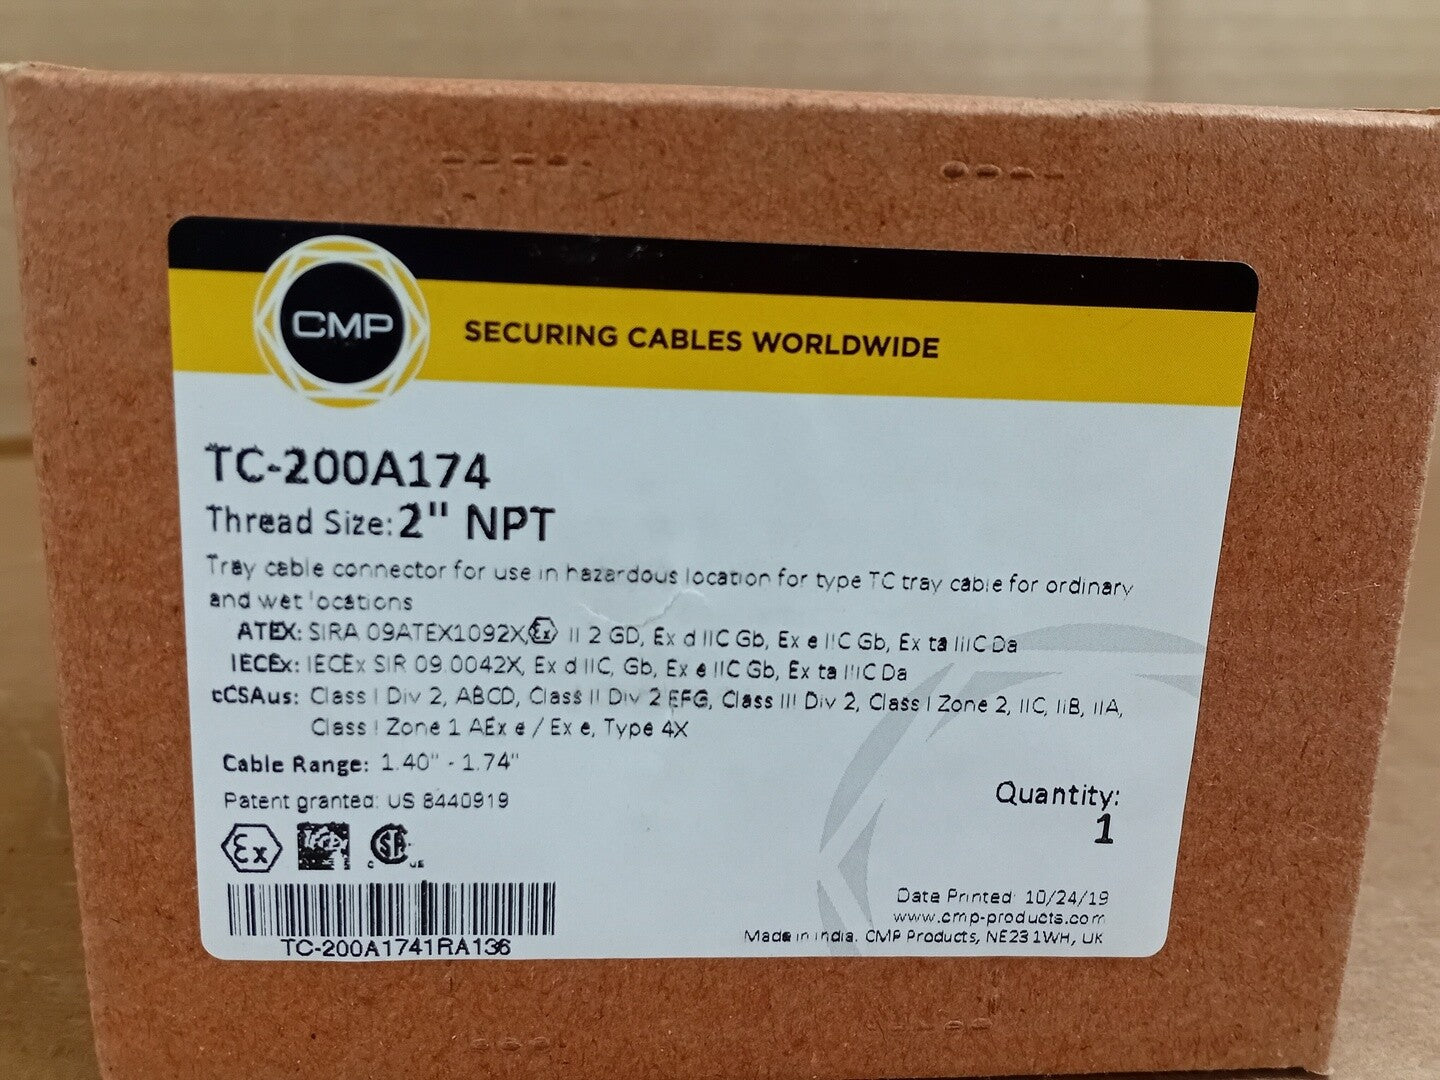 CMP
SECURING CABLES WORLDWIDE
TC-200A174
Thread Size: 2" NPT
Tray cable connector for use in hazardous location for type TC tray cable for ordinary
and wet locations
ATEX: SIRA 09ATEX1092X, Ex II 2 GD, Ex d IIC Gb, Ex e IIC Gb, Ex ta IIIC Da
IECEx: IECEx SIR 09.0042X, Ex d IIC, Gb, Ex e IIC Gb, Ex ta IIIC Da
cCSAus: Class I Div 2, ABCD, Class II Div 2 EFG, Class III Div 2, Class I Zone 2, IIC, IIB, IIA,
Class I Zone 1 AEx e / Ex e, Type 4X
Cable Range: 1.40" - 1.74"
Patent granted: US 8440919
Quantity:
1
Ex IECEx C SA US
TC-200A1741RA136
Date Printed: 10/24/19
www.cmp-products.com
Made in India. CMP Products, NE23 1WH, UK